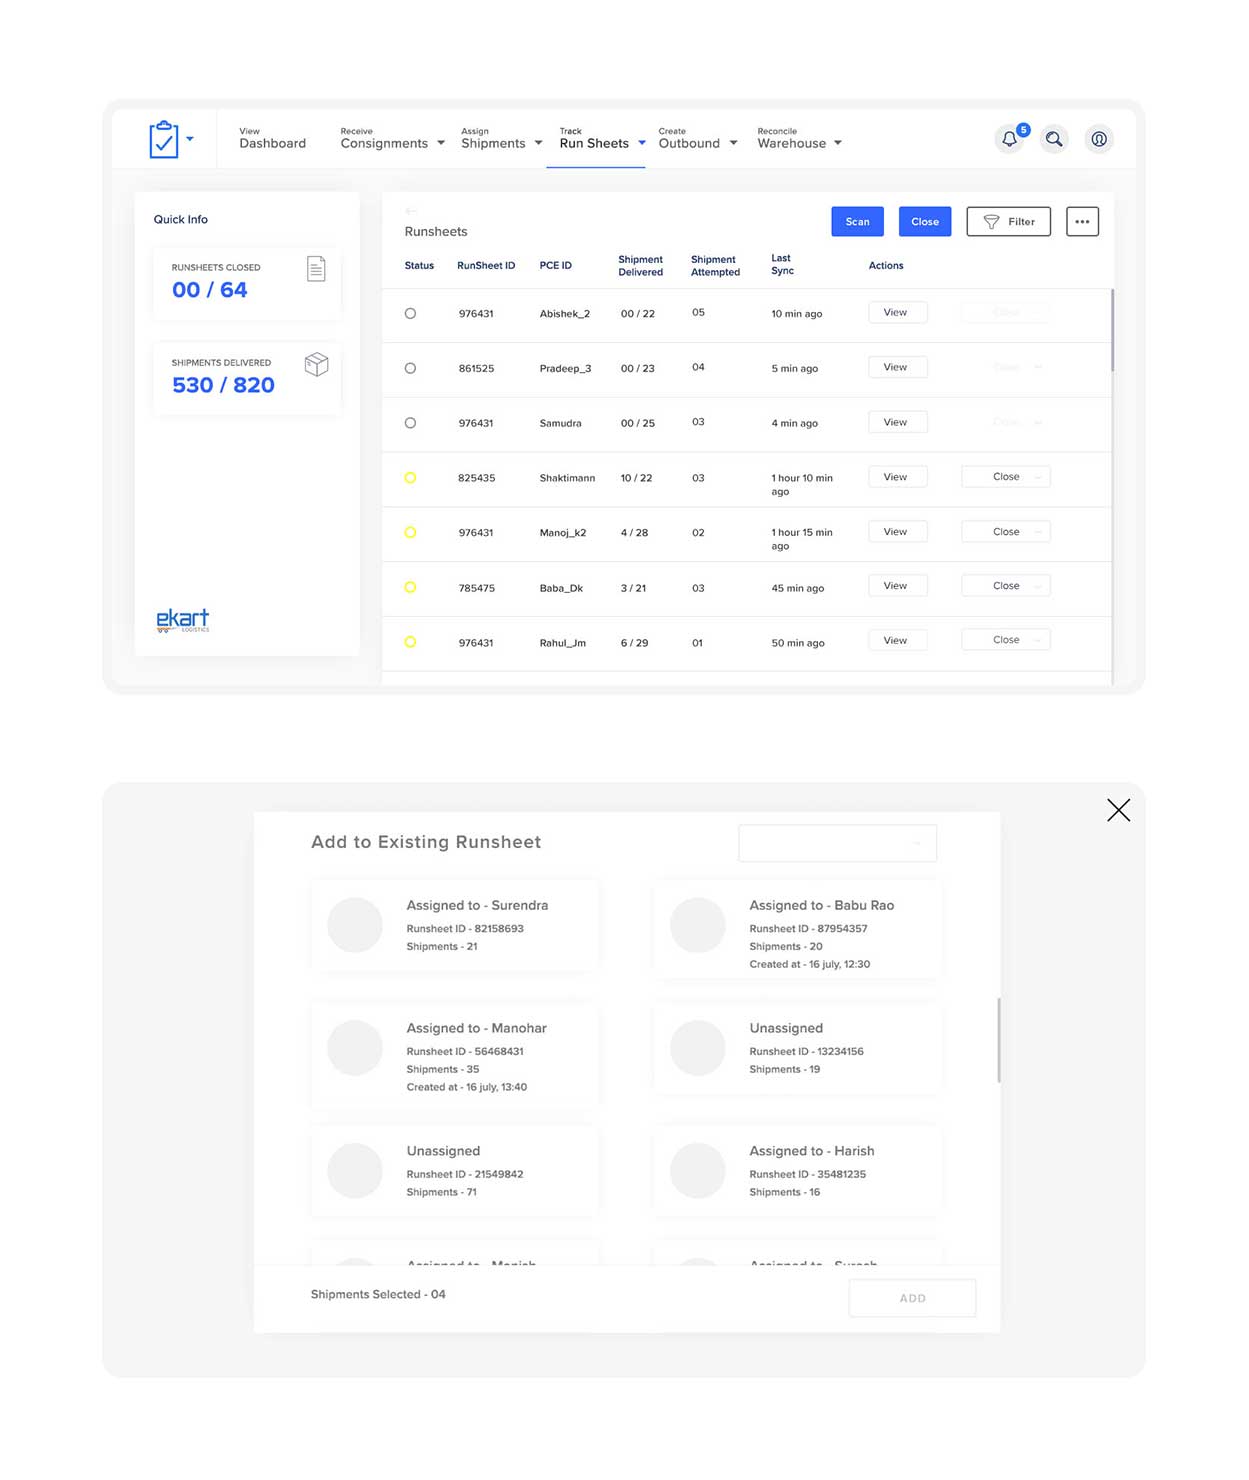 View
Dashboard
Receive
Consignments
Assign
Shipments
Track
Run Sheets
Create
Outbound
Reconcile
Warehouse
5
Quick Info
RUNSHEETS CLOSED
00 / 64
SHIPMENTS DELIVERED
530 / 820
ekart
LOGISTICS
Runsheets
Scan
Close
Filter
Status RunSheet ID PCE ID Shipment Delivered Shipment Attempted Last Sync Actions
976431 Abishek_2 00 / 22 05 10 min ago View Close
861525 Pradeep_3 00 / 23 04 5 min ago View Close
976431 Samudra 00 / 25 03 4 min ago View Close
825435 Shaktimann 10 / 22 03 1 hour 10 min ago View Close
976431 Manoj_k2 4 / 28 02 1 hour 15 min ago View Close
785475 Baba_Dk 3 / 21 03 45 min ago View Close
976431 Rahul_Jm 6 / 29 01 50 min ago View Close
Add to Existing Runsheet
Assigned to - Surendra
Runsheet ID - 82158693
Shipments - 21
Assigned to - Babu Rao
Runsheet ID - 87954357
Shipments - 20
Created at - 16 july, 12:30
Assigned to - Manohar
Runsheet ID - 56468431
Shipments - 35
Created at - 16 july, 13:40
Unassigned
Runsheet ID - 13234156
Shipments - 19
Unassigned
Runsheet ID - 21549842
Shipments - 71
Assigned to - Harish
Runsheet ID - 35481235
Shipments - 16
Assigned to - Manish
Assigned to - Suresh
Shipments Selected - 04
ADD